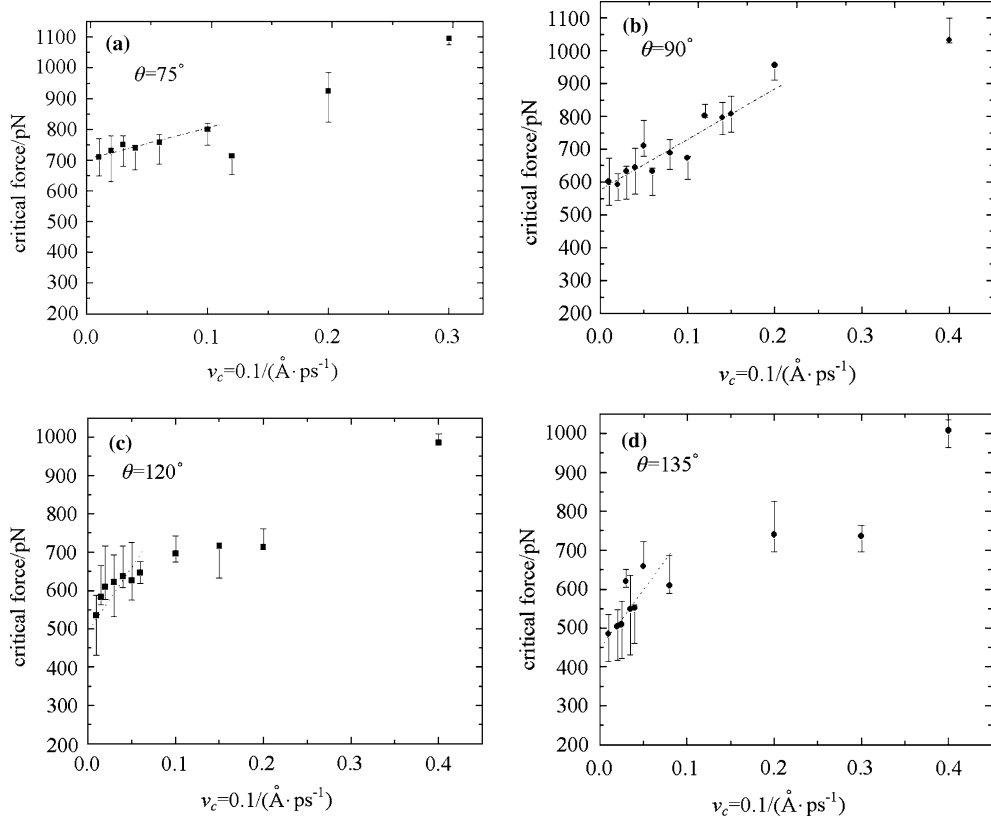 (a)
θ=75°
1100
1000
900
800
700
600
500
400
300
200
critical force/pN
0.0 0.1 0.2 0.3
v_c=0.1/(Å·ps⁻¹)
(b)
θ=90°
1100
1000
900
800
700
600
500
400
300
200
critical force/pN
0.0 0.1 0.2 0.3 0.4
v_c=0.1/(Å·ps⁻¹)
(c)
θ=120°
1000
900
800
700
600
500
400
300
200
critical force/pN
0.0 0.1 0.2 0.3 0.4
v_c=0.1/(Å·ps⁻¹)
(d)
θ=135°
1000
900
800
700
600
500
400
300
200
critical force/pN
0.0 0.1 0.2 0.3 0.4
v_c=0.1/(Å·ps⁻¹)